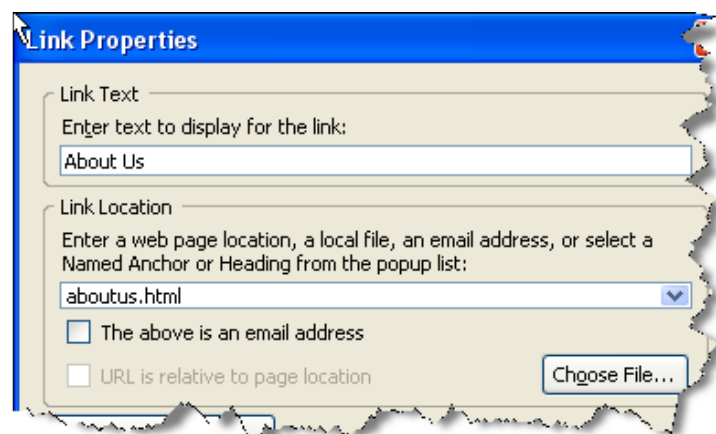 Link Properties
Link Text
Enter text to display for the link:
About Us
Link Location
Enter a web page location, a local file, an email address, or select a
Named Anchor or Heading from the popup list:
aboutus.html
The above is an email address
URL is relative to page location
Choose File...